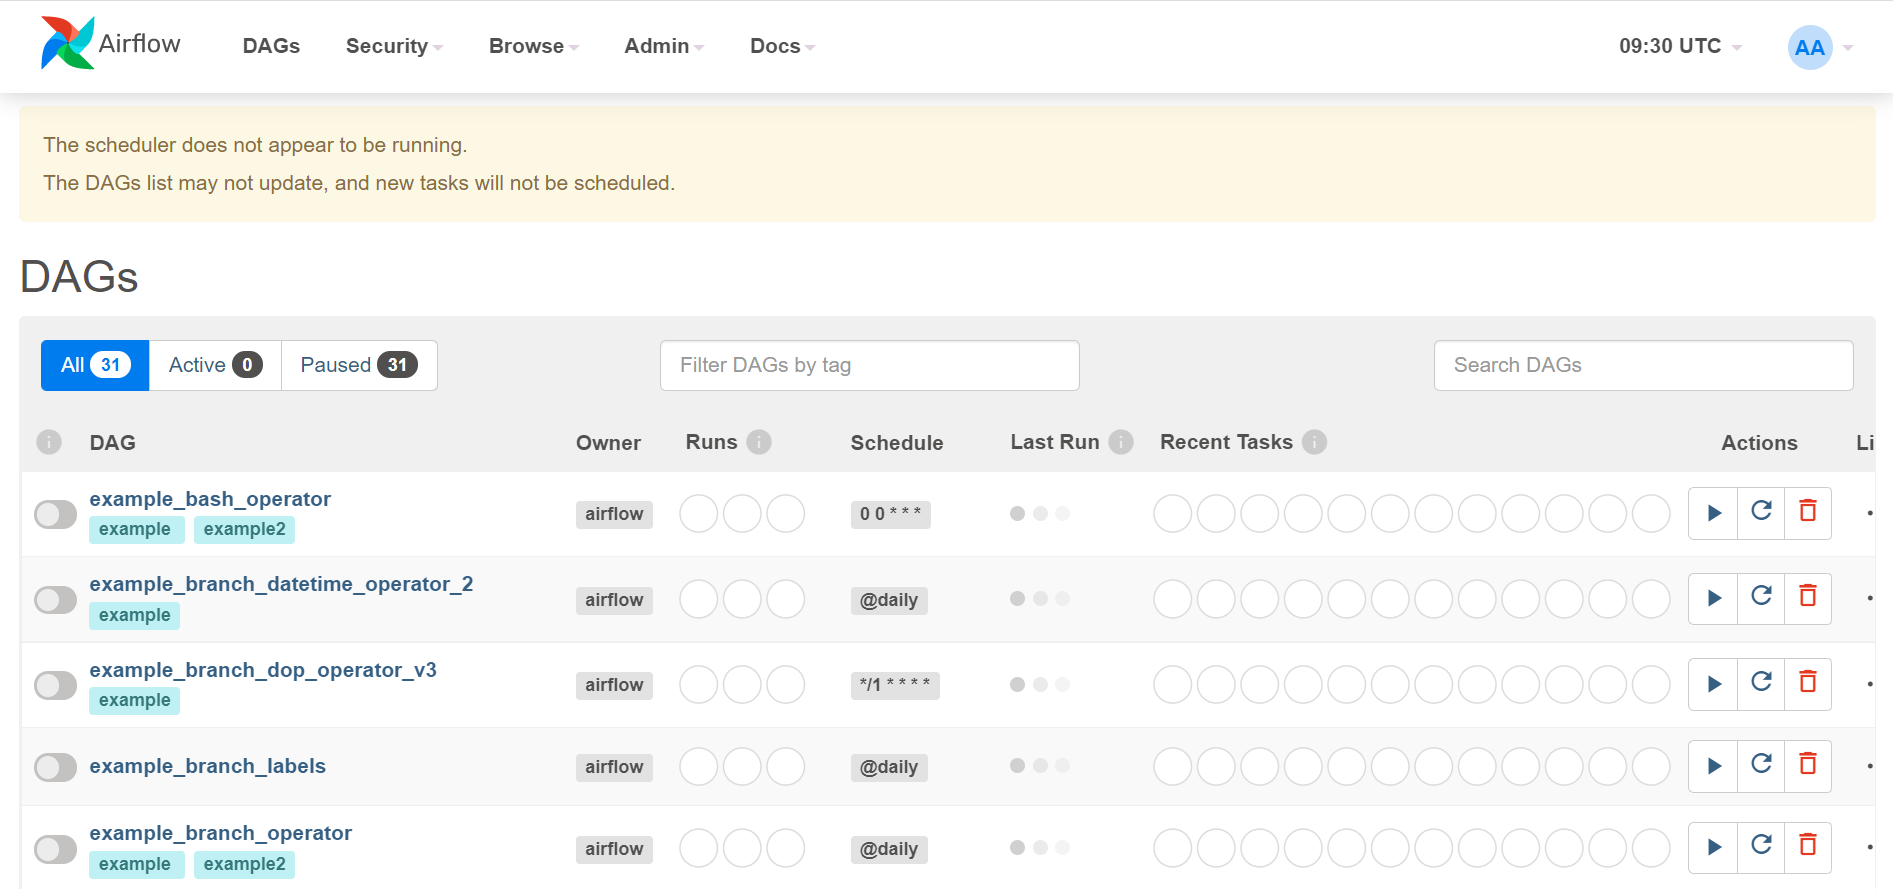 Airflow DAGs Security Browse Admin Docs 09:30 UTC AA
The scheduler does not appear to be running.
The DAGs list may not update, and new tasks will not be scheduled.
DAGs
All 31 Active 0 Paused 31 Filter DAGs by tag Search DAGs
i DAG Owner Runs i Schedule Last Run i Recent Tasks i Actions Li
example_bash_operator
airflow 0 0 * * *
example example2
example_branch_datetime_operator_2
airflow @daily
example
example_branch_dop_operator_v3
airflow */1 * * * *
example
example_branch_labels airflow @daily
example_branch_operator
airflow @daily
example example2